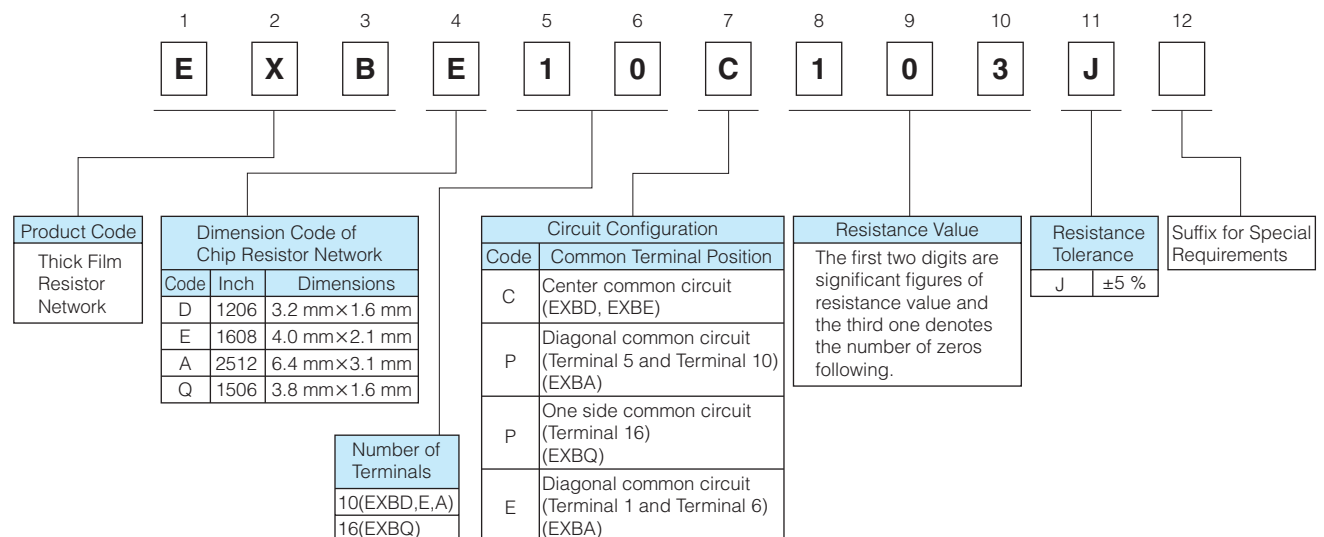 1 2 3 4 5 6 7 8 9 10 11 12
E X B E 1 0 C 1 0 3 J
Product Code
Thick Film
Resistor
Network
Dimension Code of
Chip Resistor Network
Code Inch Dimensions
D 1206 3.2 mm×1.6 mm
E 1608 4.0 mm×2.1 mm
A 2512 6.4 mm×3.1 mm
Q 1506 3.8 mm×1.6 mm
Number of
Terminals
10(EXBD,E,A)
16(EXBQ)
Circuit Configuration
Code Common Terminal Position
C Center common circuit
(EXBD, EXBE)
P Diagonal common circuit
(Terminal 5 and Terminal 10)
(EXBA)
P One side common circuit
(Terminal 16)
(EXBQ)
E Diagonal common circuit
(Terminal 1 and Terminal 6)
(EXBA)
Resistance Value
The first two digits are
significant figures of
resistance value and
the third one denotes
the number of zeros
following.
Resistance
Tolerance
J ±5 %
Suffix for Special
Requirements